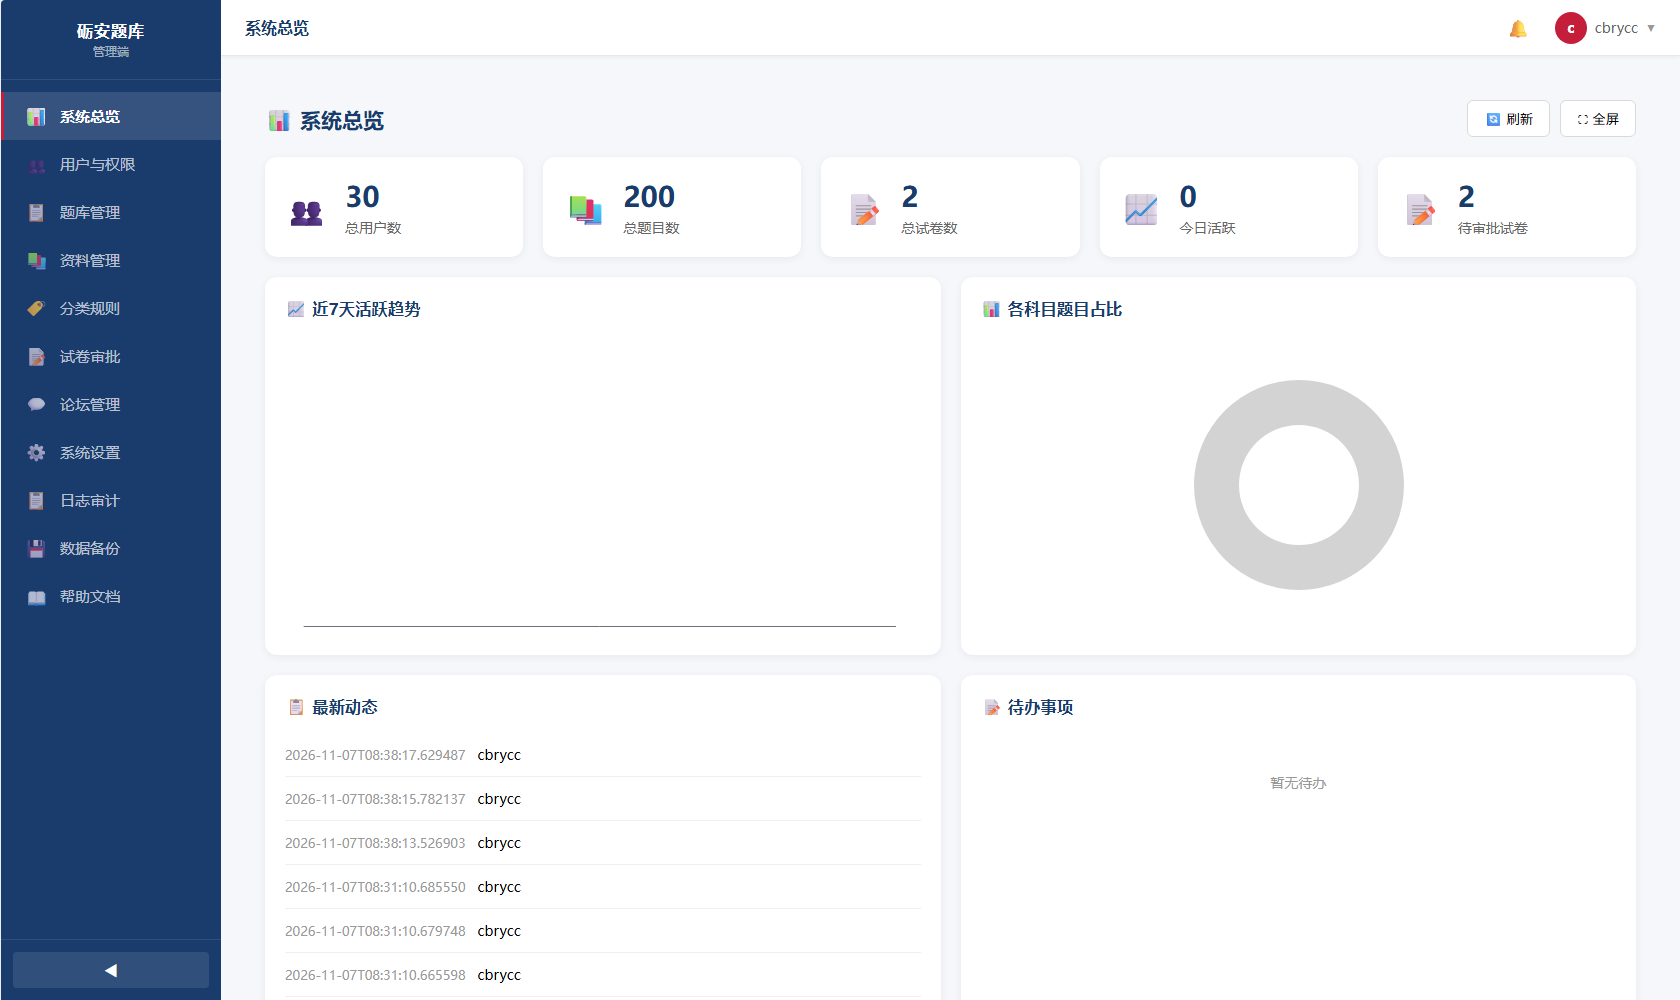 砺安题库
管理端
系统总览
用户与权限
题库管理
资料管理
分类规则
试卷审批
论坛管理
系统设置
日志审计
数据备份
帮助文档
系统总览
c cbrycc
系统总览
刷新
全屏
30
总用户数
200
总题目数
2
总试卷数
0
今日活跃
2
待审批试卷
近7天活跃趋势
各科目题目占比
最新动态
2026-11-07T08:38:17.629487 cbrycc
2026-11-07T08:38:15.782137 cbrycc
2026-11-07T08:38:13.526903 cbrycc
2026-11-07T08:31:10.685550 cbrycc
2026-11-07T08:31:10.679748 cbrycc
2026-11-07T08:31:10.665598 cbrycc
待办事项
暂无待办